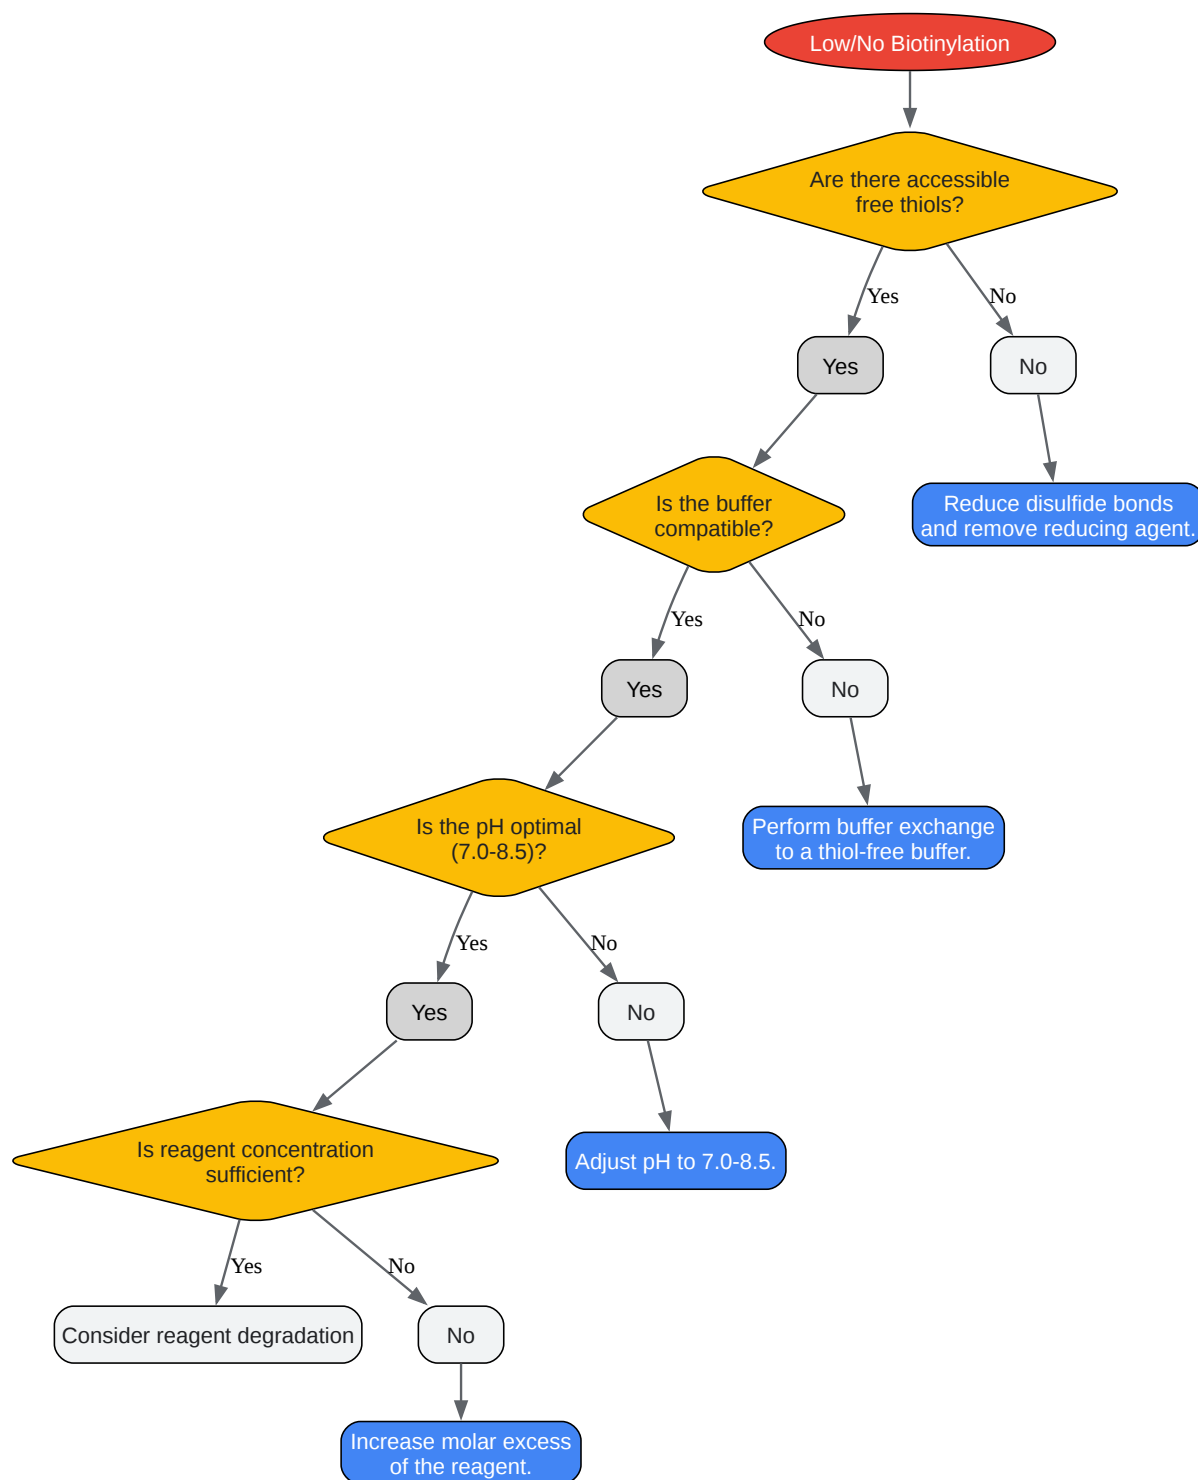 Low/No Biotinylation
Are there accessible
free thiols?
Yes
No
Yes
No
Is the buffer
compatible?
Reduce disulfide bonds
and remove reducing agent.
Yes
No
Yes
No
Is the pH optimal
(7.0-8.5)?
Perform buffer exchange
to a thiol-free buffer.
Yes
No
Yes
No
Is reagent concentration
sufficient?
Adjust pH to 7.0-8.5.
Yes
No
Consider reagent degradation
No
Increase molar excess
of the reagent.